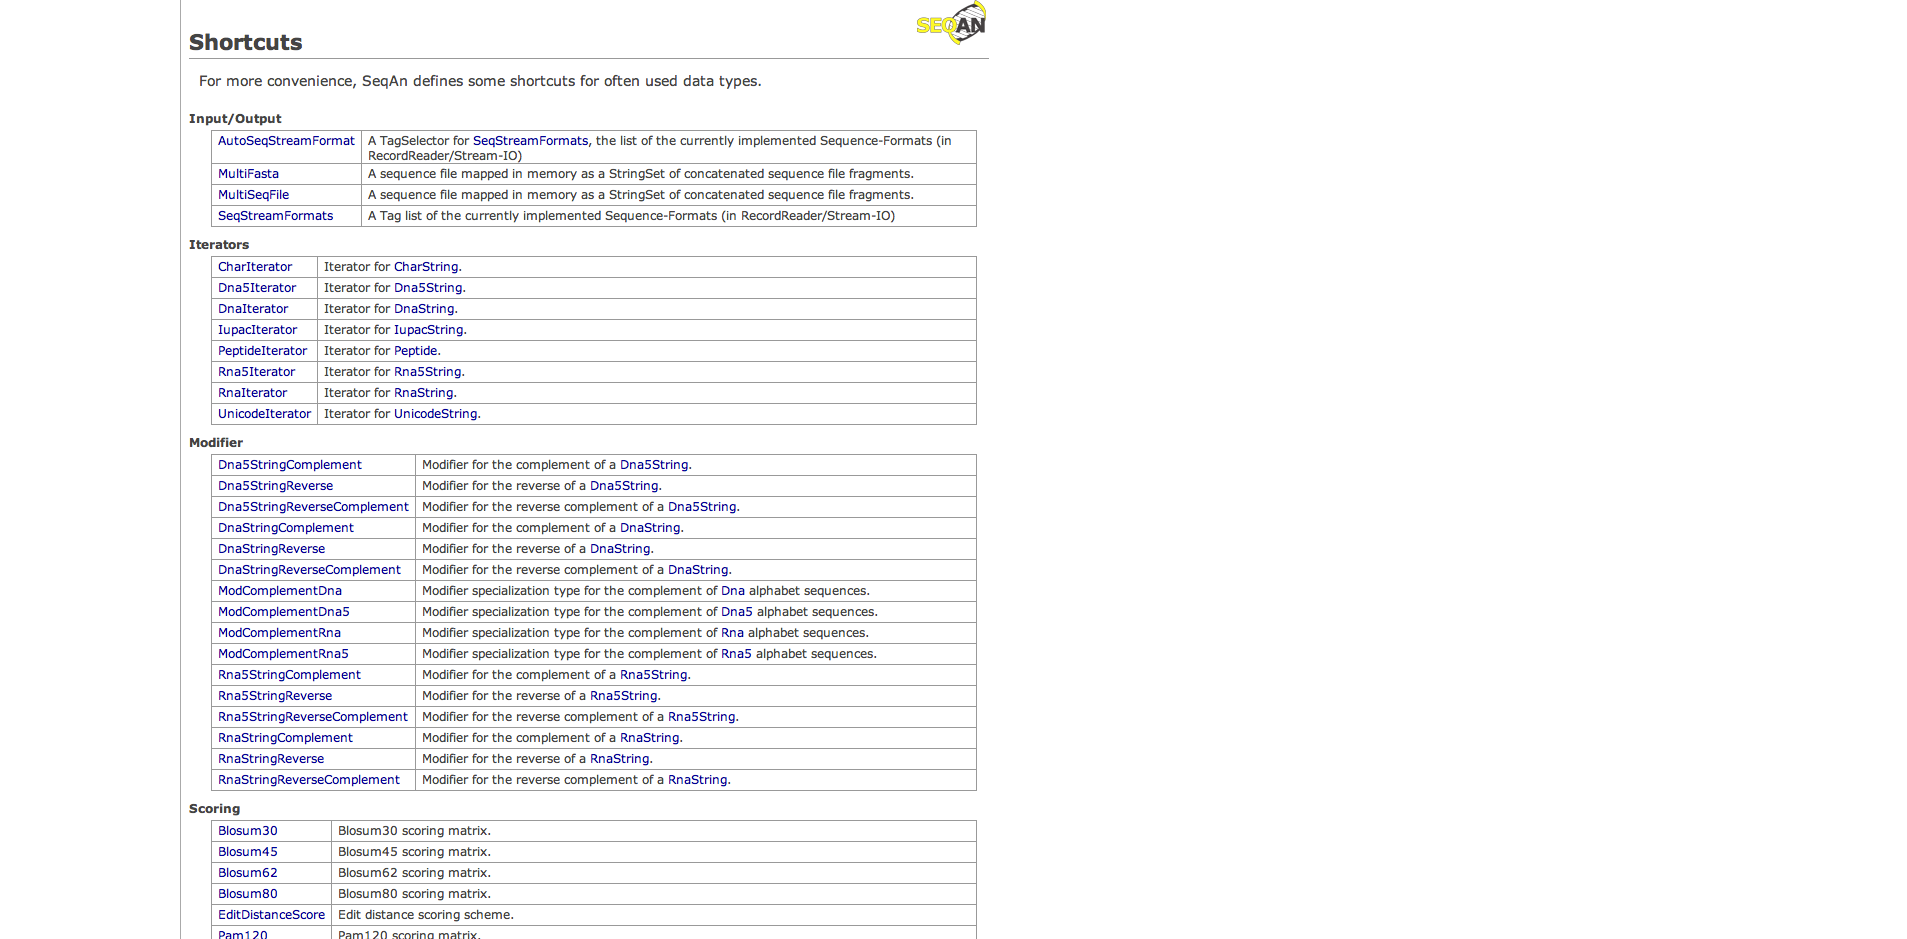 SEQAN
Shortcuts
For more convenience, SeqAn defines some shortcuts for often used data types.
Input/Output
AutoSeqStreamFormat A TagSelector for SeqStreamFormats, the list of the currently implemented Sequence-Formats (in
RecordReader/Stream-IO)
MultiFasta A sequence file mapped in memory as a StringSet of concatenated sequence file fragments.
MultiSeqFile A sequence file mapped in memory as a StringSet of concatenated sequence file fragments.
SeqStreamFormats A Tag list of the currently implemented Sequence-Formats (in RecordReader/Stream-IO)
Iterators
CharIterator Iterator for CharString.
Dna5Iterator Iterator for Dna5String.
DnaIterator Iterator for DnaString.
IupacIterator Iterator for IupacString.
PeptideIterator Iterator for Peptide.
Rna5Iterator Iterator for Rna5String.
RnaIterator Iterator for RnaString.
UnicodeIterator Iterator for UnicodeString.
Modifier
Dna5StringComplement Modifier for the complement of a Dna5String.
Dna5StringReverse Modifier for the reverse of a Dna5String.
Dna5StringReverseComplement Modifier for the reverse complement of a Dna5String.
DnaStringComplement Modifier for the complement of a DnaString.
DnaStringReverse Modifier for the reverse of a DnaString.
DnaStringReverseComplement Modifier for the reverse complement of a DnaString.
ModComplementDna Modifier specialization type for the complement of Dna alphabet sequences.
ModComplementDna5 Modifier specialization type for the complement of Dna5 alphabet sequences.
ModComplementRna Modifier specialization type for the complement of Rna alphabet sequences.
ModComplementRna5 Modifier specialization type for the complement of Rna5 alphabet sequences.
Rna5StringComplement Modifier for the complement of a Rna5String.
Rna5StringReverse Modifier for the reverse of a Rna5String.
Rna5StringReverseComplement Modifier for the reverse complement of a Rna5String.
RnaStringComplement Modifier for the complement of a RnaString.
RnaStringReverse Modifier for the reverse of a RnaString.
RnaStringReverseComplement Modifier for the reverse complement of a RnaString.
Scoring
Blosum30 Blosum30 scoring matrix.
Blosum45 Blosum45 scoring matrix.
Blosum62 Blosum62 scoring matrix.
Blosum80 Blosum80 scoring matrix.
EditDistanceScore Edit distance scoring scheme.
Pam120 Pam120 scoring matrix.